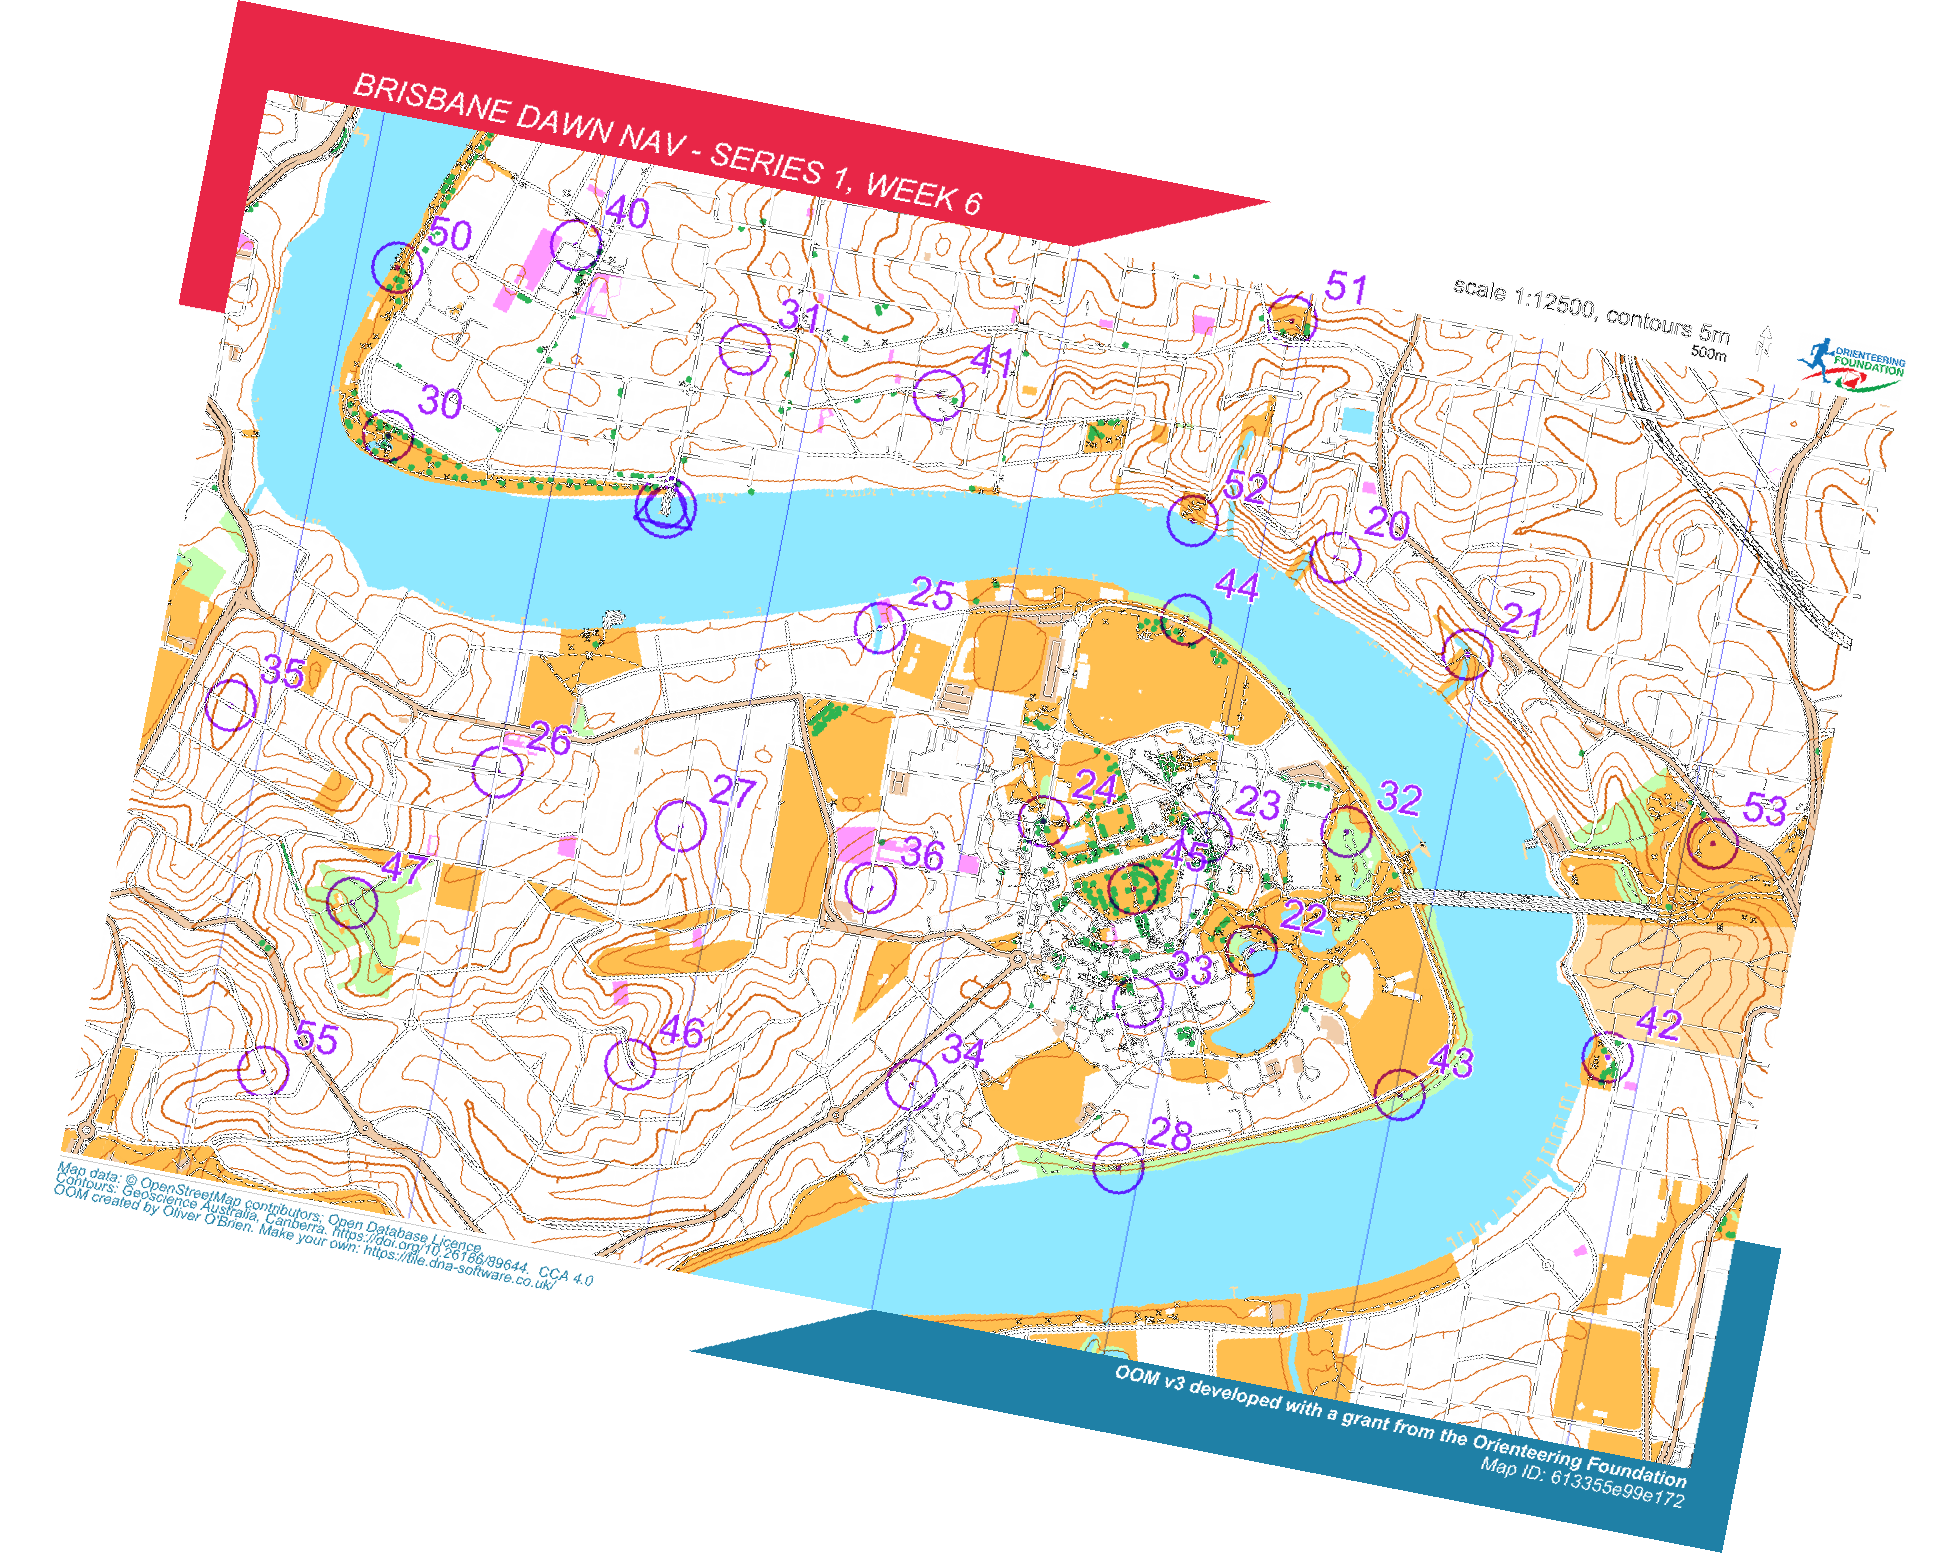 BRISBANE DAWN NAV - SERIES 1, WEEK 6
scale 1:12500, contours 5m
500m
ORIENTEERING
FOUNDATION
50
40
51
31
41
30
52
20
44
25
21
35
26
27
24
23
32
53
45
36
47
22
33
42
55
46
34
43
28
Map data: © OpenStreetMap contributors, Open Database Licence.
Contours: Geoscience Australia, Canberra. https://doi.org/10.26186/89644. CCA 4.0
OOM created by Oliver O'Brien. Make your own: https://tile.dna-software.co.uk/
OOM v3 developed with a grant from the Orienteering Foundation
Map ID: 613355e99e172